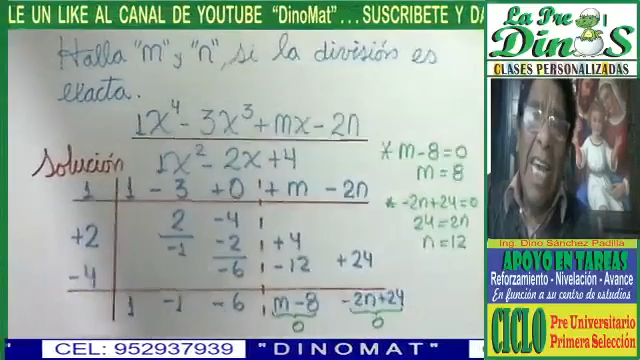 LE UN LIKE AL CANAL DE YOUTUBE “DinoMat”...SUSCRIBETE Y DA
La Pre
DinoS
CLASES PERSONALIZADAS
Halla "m" y "n", si la división es
exacta.
1x⁴ - 3x³ + mx - 2n
1x² - 2x + 4
Solución
1 | 1 - 3 + 0 + m - 2n
2 -4
+2 -1 -2 + 4
-6 - 12 + 24
-4
1 -1 -6 m - 8 -2n + 24
0 0
* m - 8 = 0
m = 8
* -2n + 24 = 0
24 = 2n
n = 12
Ing. Dino Sánchez Padilla
APOYO EN TAREAS
Reforzamiento - Nivelación - Avance
En función a su centro de estudios
CICLO Pre Universitario
Primera Selección
CEL: 952937939 "DINOMAT"